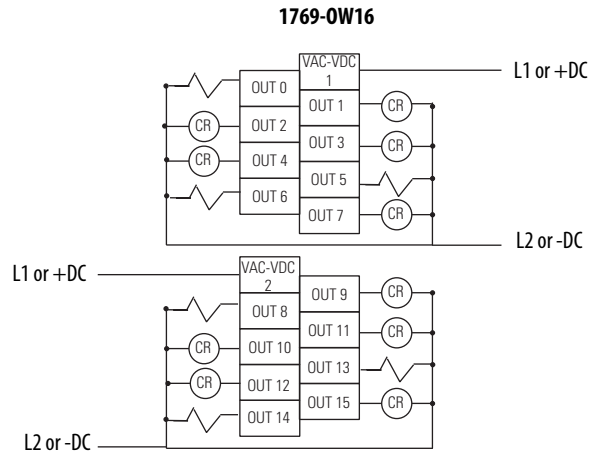 1769-OW16
VAC-VDC
1
L1 or +DC
OUT 0
OUT 1
CR
CR
OUT 2
OUT 3
CR
CR
OUT 4
OUT 5
OUT 6
OUT 7
CR
L2 or -DC
L1 or +DC
VAC-VDC
2
OUT 9
CR
OUT 8
OUT 11
CR
CR
OUT 10
OUT 13
CR
OUT 12
OUT 15
CR
OUT 14
L2 or -DC